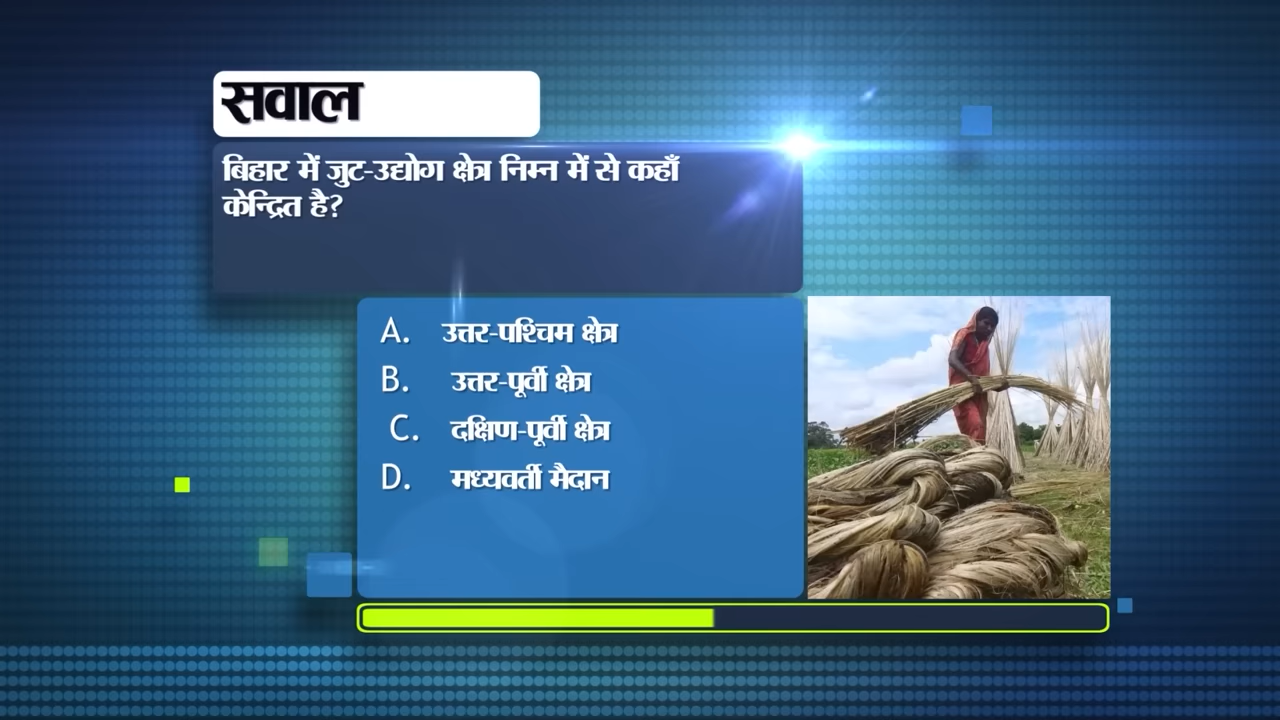 सवाल
बिहार में जुट-उद्योग क्षेत्र निम्न में से कहाँ
केन्द्रित है?
A. उत्तर-पश्चिम क्षेत्र
B. उत्तर-पूर्वी क्षेत्र
C. दक्षिण-पूर्वी क्षेत्र
D. मध्यवर्ती मैदान